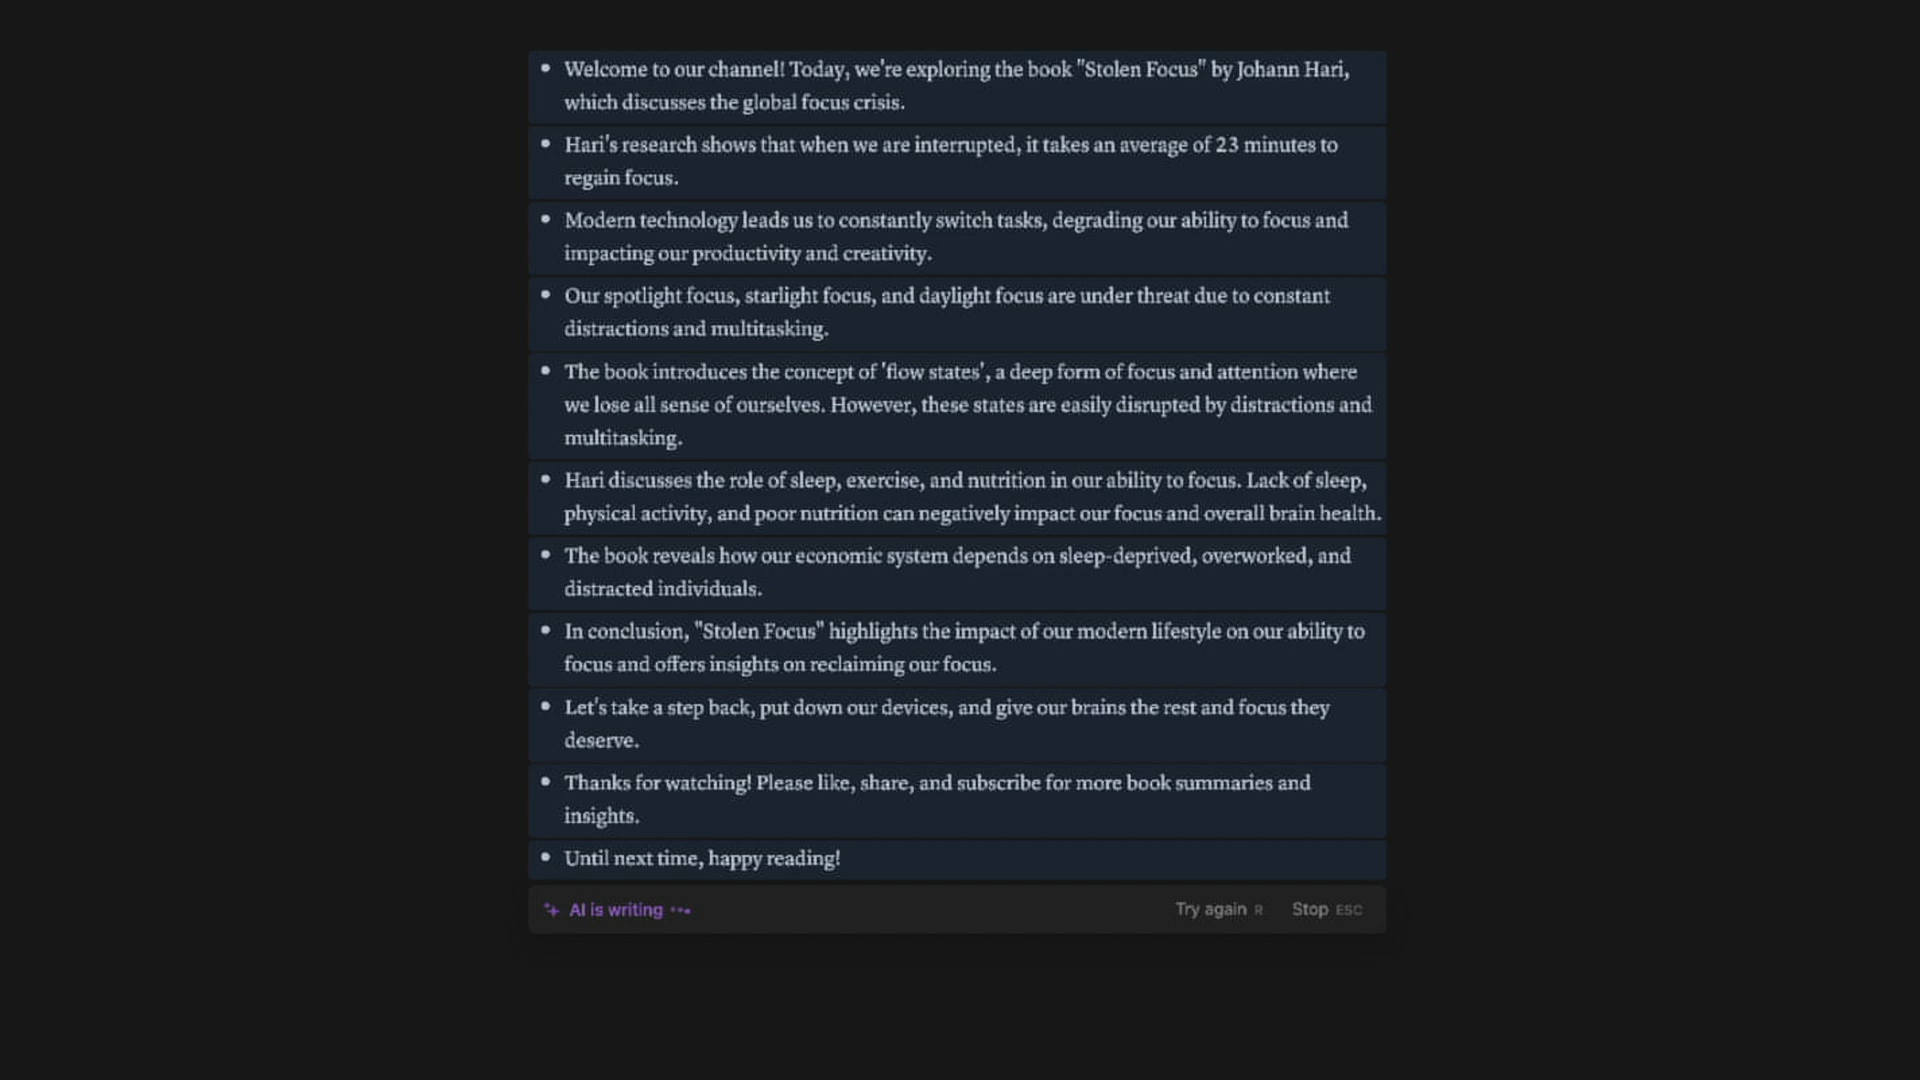 • Welcome to our channel! Today, we're exploring the book "Stolen Focus" by Johann Hari,
which discusses the global focus crisis.
• Hari's research shows that when we are interrupted, it takes an average of 23 minutes to
regain focus.
• Modern technology leads us to constantly switch tasks, degrading our ability to focus and
impacting our productivity and creativity.
• Our spotlight focus, starlight focus, and daylight focus are under threat due to constant
distractions and multitasking.
• The book introduces the concept of 'flow states', a deep form of focus and attention where
we lose all sense of ourselves. However, these states are easily disrupted by distractions and
multitasking.
• Hari discusses the role of sleep, exercise, and nutrition in our ability to focus. Lack of sleep,
physical activity, and poor nutrition can negatively impact our focus and overall brain health.
• The book reveals how our economic system depends on sleep-deprived, overworked, and
distracted individuals.
• In conclusion, "Stolen Focus" highlights the impact of our modern lifestyle on our ability to
focus and offers insights on reclaiming our focus.
• Let's take a step back, put down our devices, and give our brains the rest and focus they
deserve.
• Thanks for watching! Please like, share, and subscribe for more book summaries and
insights.
• Until next time, happy reading!
AI is writing ••• Try again R Stop ESC